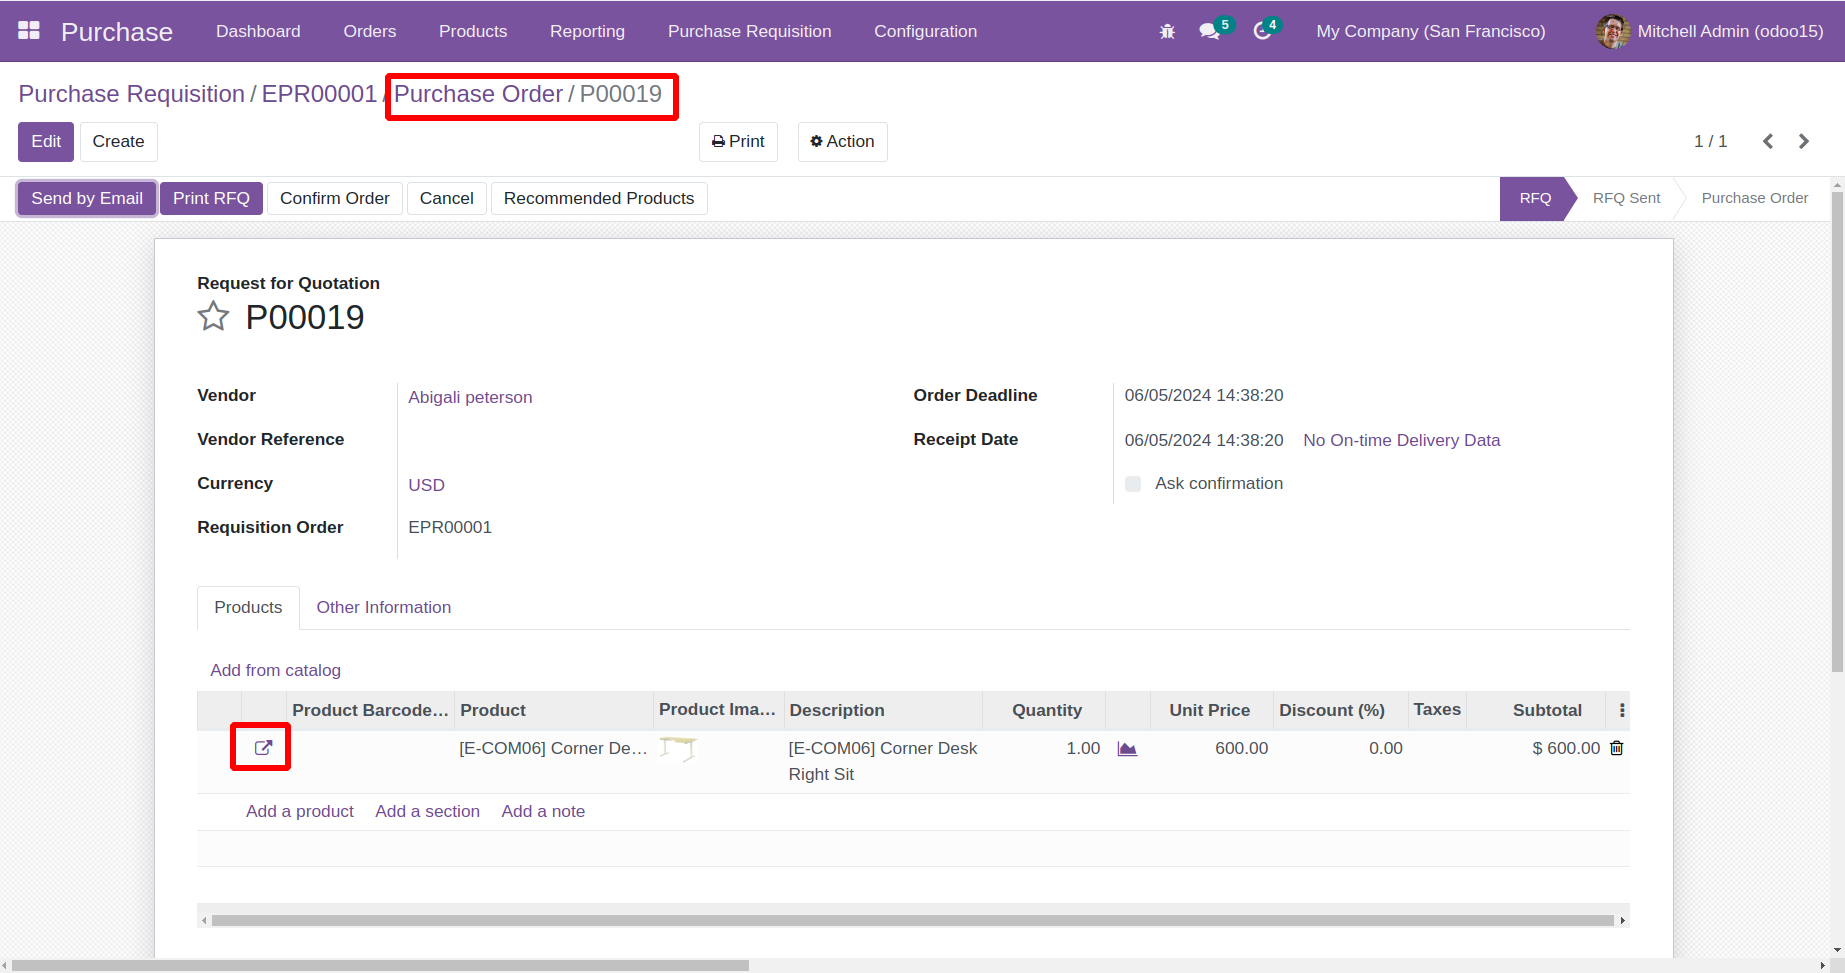 Purchase Dashboard Orders Products Reporting Purchase Requisition Configuration 5 4 My Company (San Francisco) Mitchell Admin (odoo15)
Purchase Requisition / EPR00001 / Purchase Order / P00019
Edit Create Print Action 1 / 1
Send by Email Print RFQ Confirm Order Cancel Recommended Products RFQ RFQ Sent Purchase Order
Request for Quotation
P00019
Vendor Abigali peterson Order Deadline 06/05/2024 14:38:20
Vendor Reference Receipt Date 06/05/2024 14:38:20 No On-time Delivery Data
Currency USD Ask confirmation
Requisition Order EPR00001
Products Other Information
Add from catalog
Product Barcode... Product Product Ima... Description Quantity Unit Price Discount (%) Taxes Subtotal
[E-COM06] Corner De... [E-COM06] Corner Desk 1.00 600.00 0.00 $ 600.00
Right Sit
Add a product Add a section Add a note